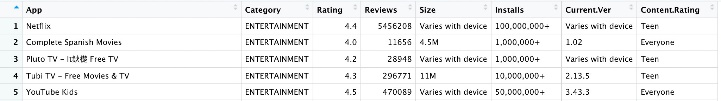 App Category Rating Reviews Size Installs Current.Ver Content.Rating
1 Netflix ENTERTAINMENT 4.4 5456208 Varies with device 100,000,000+ Varies with device Teen
2 Complete Spanish Movies ENTERTAINMENT 4.0 11656 4.5M 1,000,000+ 1.02 Everyone
3 Pluto TV - It Free TV ENTERTAINMENT 4.2 28948 Varies with device 1,000,000+ Varies with device Teen
4 Tubi TV - Free Movies & TV ENTERTAINMENT 4.3 296771 11M 10,000,000+ 2.13.5 Teen
5 YouTube Kids ENTERTAINMENT 4.5 470089 Varies with device 50,000,000+ 3.43.3 Everyone